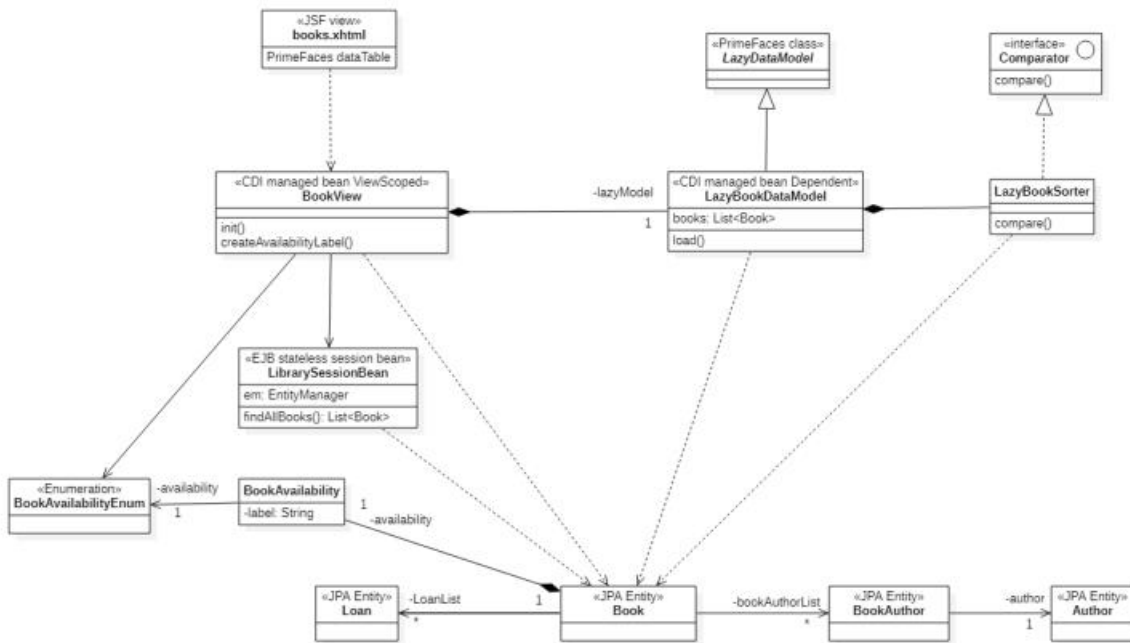 «JSF view»
books.xhtml
PrimeFaces dataTable
«PrimeFaces class»
LazyDataModel
«interface»
Comparator
compare()
«CDI managed bean ViewScoped»
BookView
init()
createAvailabilityLabel()
-lazyModel
1
«CDI managed bean Dependent»
LazyBookDataModel
books: List<Book>
load()
LazyBookSorter
compare()
«EJB stateless session bean»
LibrarySessionBean
em: EntityManager
findAllBooks(): List<Book>
«Enumeration»
BookAvailabilityEnum
-availability
1
BookAvailability
-label: String
1
-availability
«JPA Entity»
Loan
-LoanList
*
1
«JPA Entity»
Book
-bookAuthorList
*
«JPA Entity»
BookAuthor
-author
1
«JPA Entity»
Author